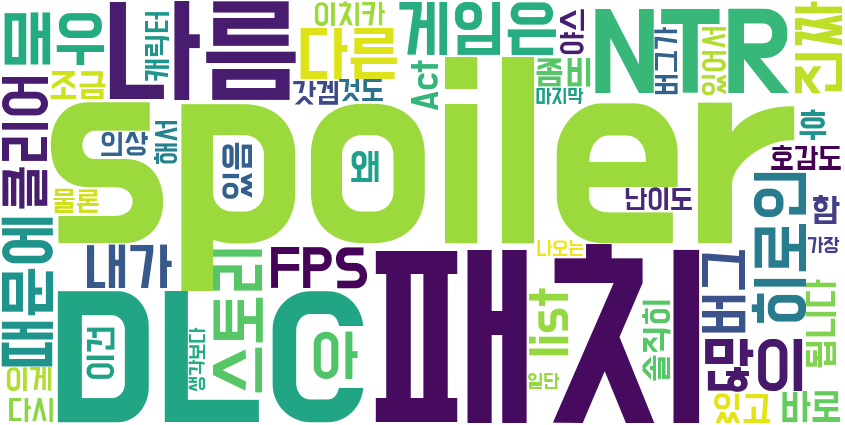 매우
나름
이치카
캐릭터
다른
게임은
얀스
NTR
버그가
있어서
진짜
조금
갓겜
것도
Act
좀비
마지막
spoiler
클리어
의상
해서
있음
왜
후
호감도
물론
난이도
함
때문에
내가
FPS
나오는
가장
히로인
스토리
패치
버그
DLC
이건
아
list
솔직히
많이
됩니다
생각보다
이게
다시
일단
있고
바로